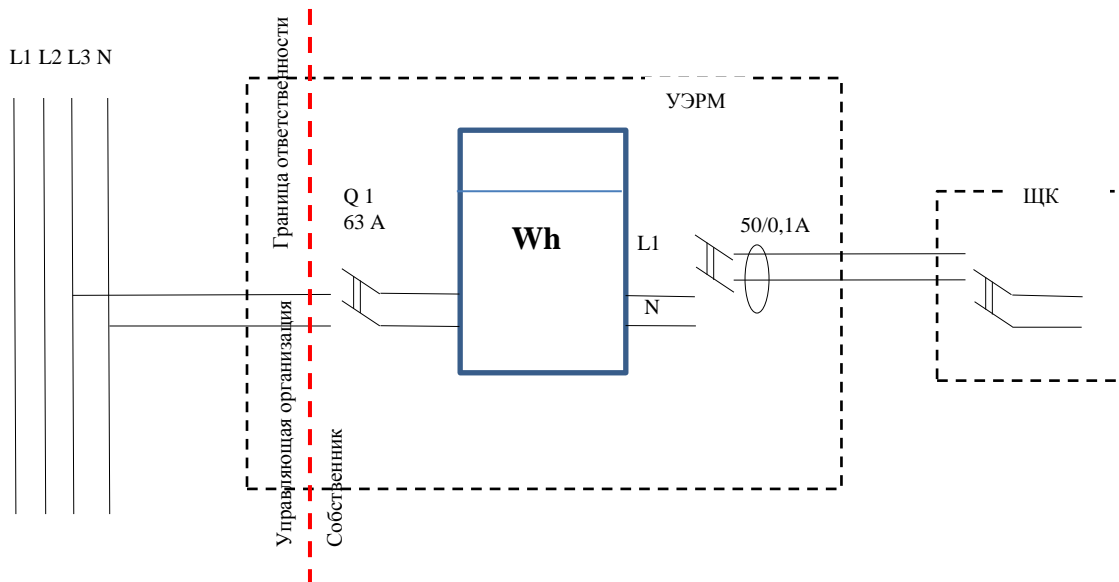 L1 L2 L3 N
Граница ответственности
УЭРМ
ЩК
Q 1
63 А
Wh
L1
50/0,1А
N
Управляющая организация
Собственник